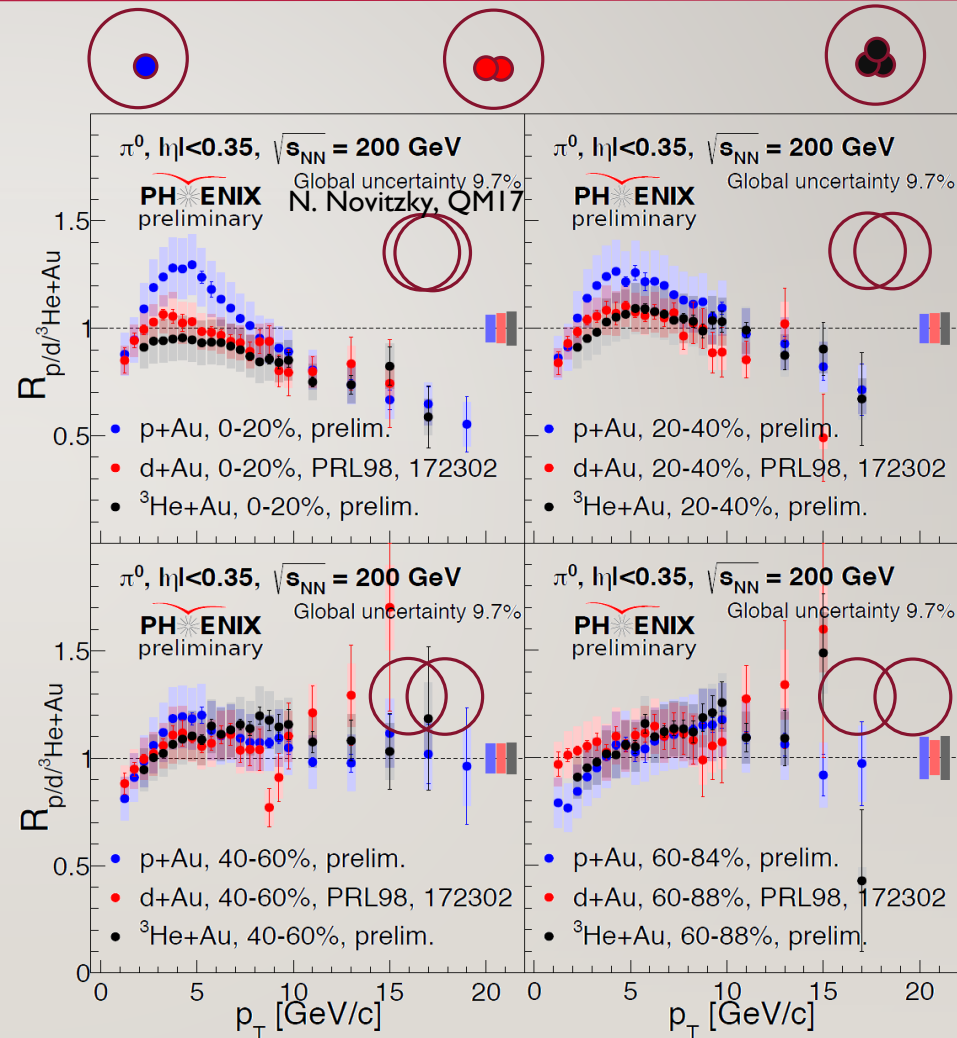 π⁰, |η|<0.35, √s_NN = 200 GeV
Global uncertainty 9.7%
PHENIX
preliminary
N. Novitzky, QM17
1.5
1
0.5
R_p/d/³He+Au
p+Au, 0-20%, prelim.
d+Au, 0-20%, PRL98, 172302
³He+Au, 0-20%, prelim.
π⁰, |η|<0.35, √s_NN = 200 GeV
Global uncertainty 9.7%
PHENIX
preliminary
p+Au, 20-40%, prelim.
d+Au, 20-40%, PRL98, 172302
³He+Au, 20-40%, prelim.
π⁰, |η|<0.35, √s_NN = 200 GeV
Global uncertainty 9.7%
PHENIX
preliminary
1.5
1
0.5
0
R_p/d/³He+Au
p+Au, 40-60%, prelim.
d+Au, 40-60%, PRL98, 172302
³He+Au, 40-60%, prelim.
0 5 10 15 20
p_T [GeV/c]
π⁰, |η|<0.35, √s_NN = 200 GeV
Global uncertainty 9.7%
PHENIX
preliminary
p+Au, 60-84%, prelim.
d+Au, 60-88%, PRL98, 172302
³He+Au, 60-88%, prelim.
0 5 10 15 20
p_T [GeV/c]